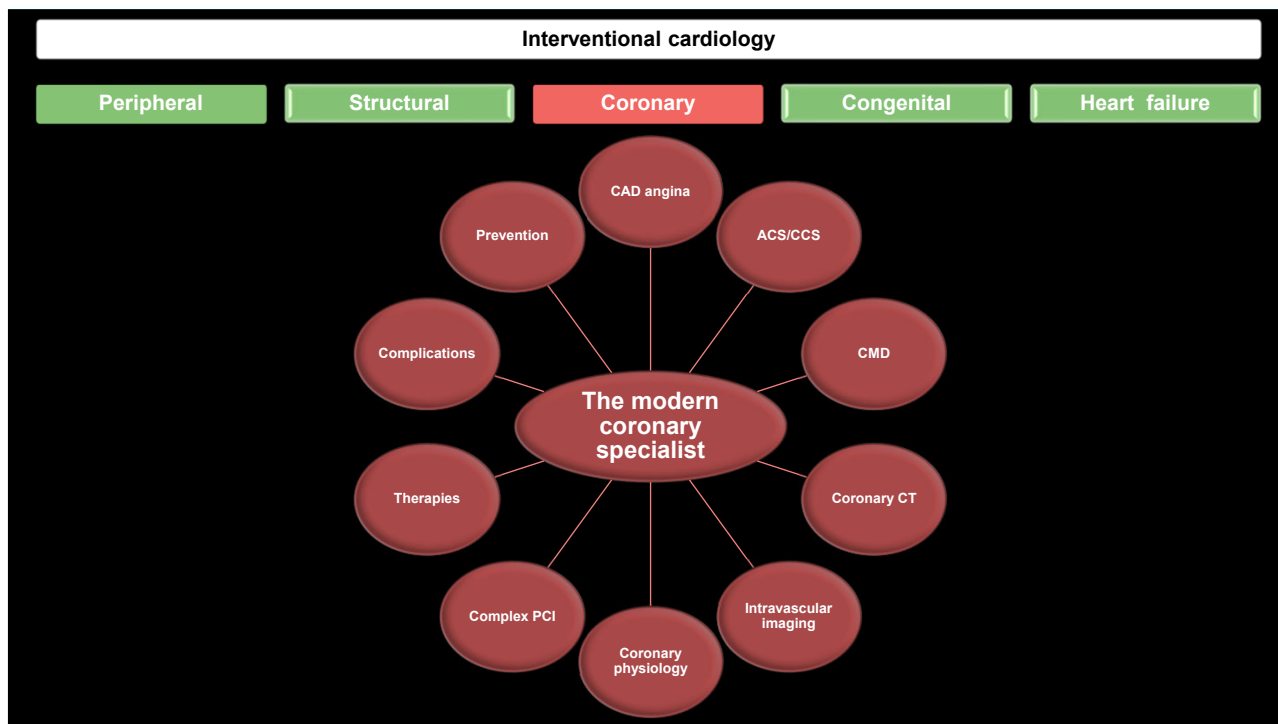 Interventional cardiology
Peripheral
Structural
Coronary
Congenital
Heart failure
CAD angina
Prevention
ACS/CCS
Complications
CMD
The modern
coronary
specialist
Therapies
Coronary CT
Complex PCI
Intravascular
imaging
Coronary
physiology